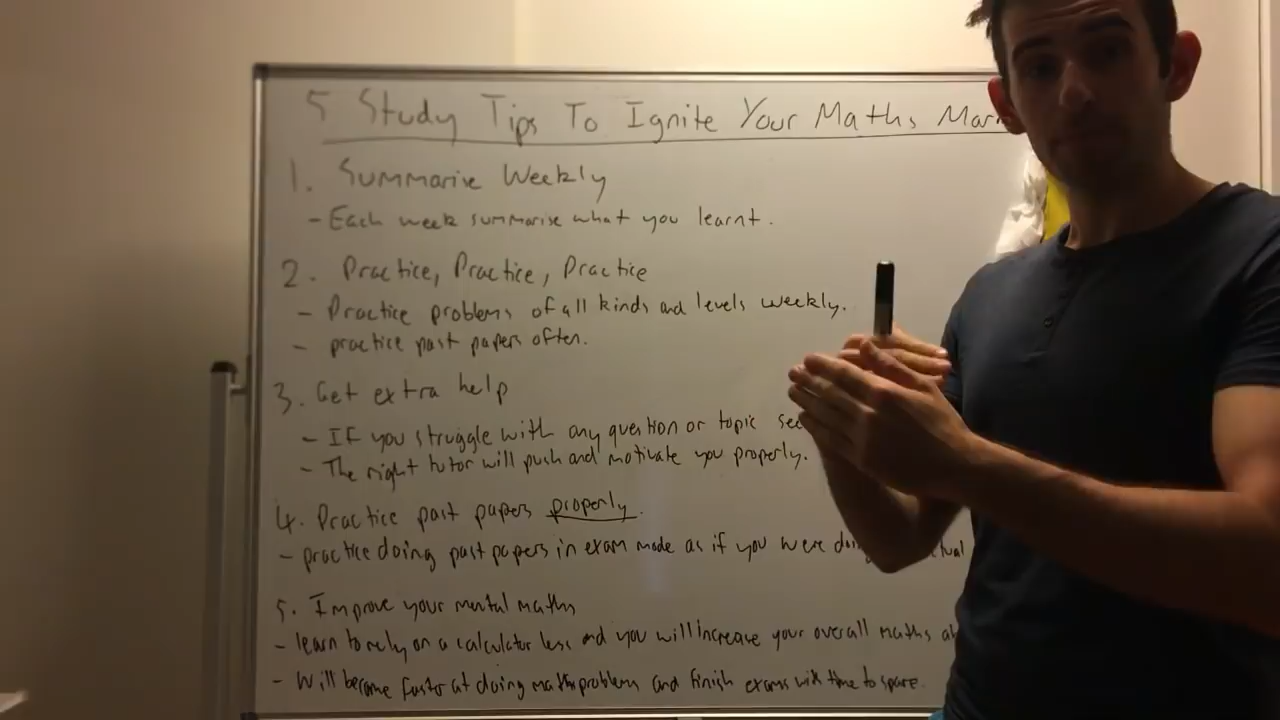 5 Study Tips To Ignite Your Maths Mar
1. Summarise Weekly
- Each week summarise what you learnt.
2. Practice, Practice, Practice
- Practice problems of all kinds and levels weekly.
- practice past papers often.
3. Get extra help
- If you struggle with any question or topic see
- The right tutor will push and motivate you properly.
4. Practice past papers properly.
- practice doing past papers in exam mode as if you were doing
5. Improve your mental maths
- learn to rely on a calculator less and you will increase your overall maths ab
- Will become faster at doing maths problems and finish exams with time to spare.